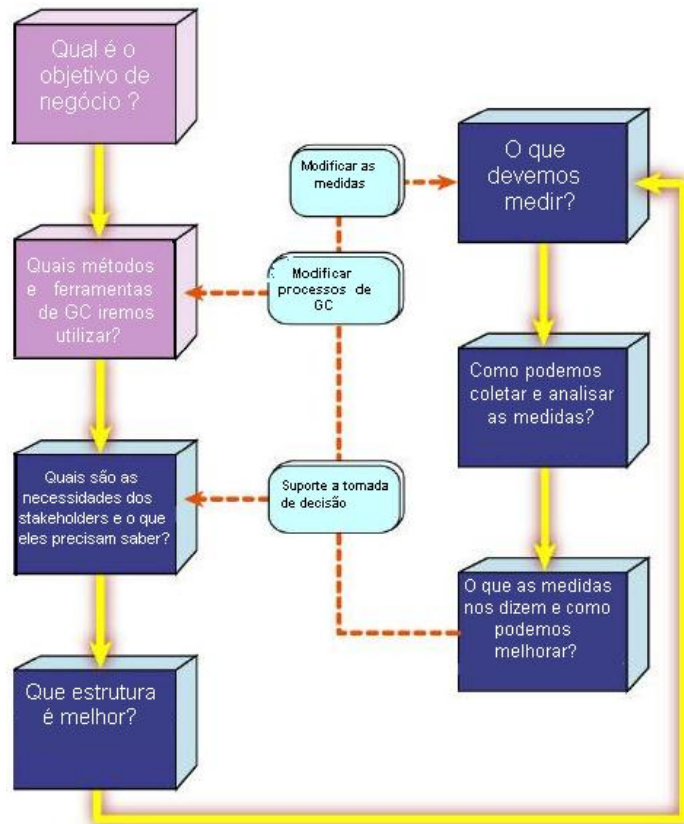 Qual é o
objetivo de
negócio ?
Quais métodos
e ferramentas
de GC iremos
utilizar?
Quais são as
necessidades dos
stakeholders e o que
eles precisam saber?
Que estrutura
é melhor?
Modificar as
medidas
Modificar
processos de
GC
Suporte a tomada
de decisão
O que
devemos
medir?
Como podemos
coletar e analisar
as medidas?
O que as medidas
nos dizem e como
podemos
melhorar?